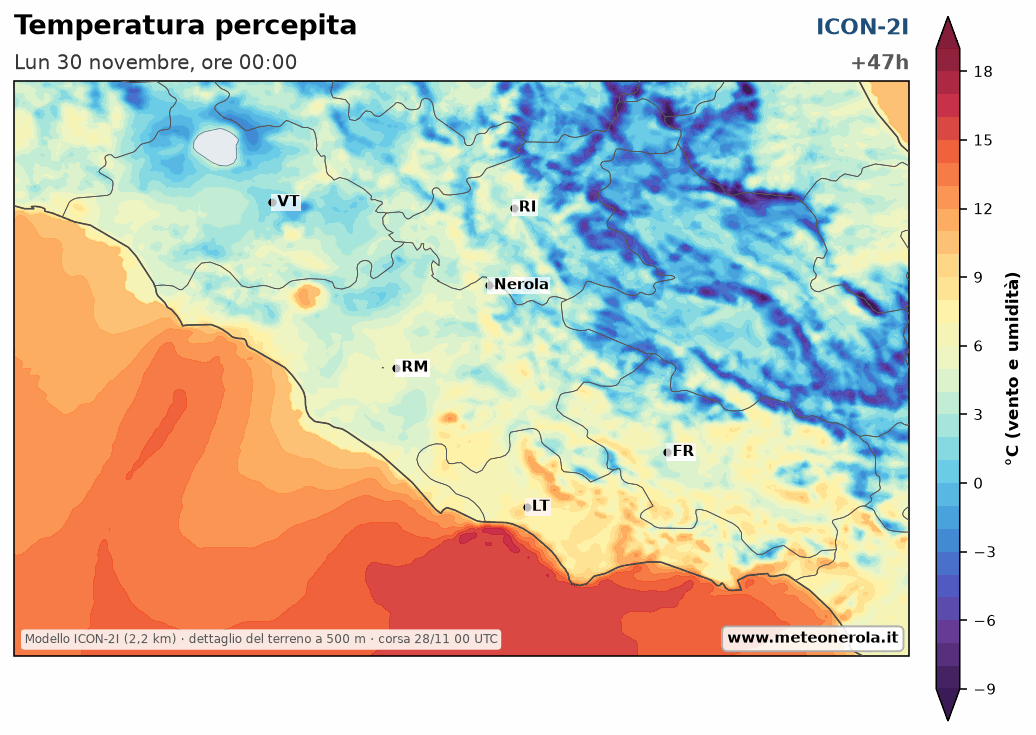 Temperatura percepita
ICON-2I
Lun 30 novembre, ore 00:00
+47h
VT
RI
Nerola
RM
FR
LT
Modello ICON-2I (2,2 km) · dettaglio del terreno a 500 m · corsa 28/11 00 UTC
www.meteonerola.it
18
15
12
9
6
3
0
−3
−6
−9
°C (vento e umidità)